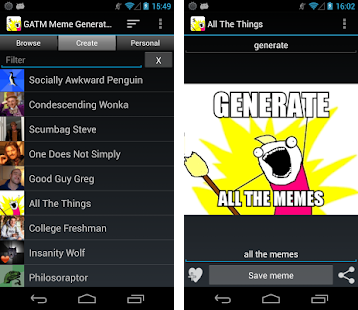 15:49
GATM Meme Generat...
Browse
Create
Personal
Filter
X
Socially Awkward Penguin
Condescending Wonka
Scumbag Steve
One Does Not Simply
Good Guy Greg
All The Things
College Freshman
Insanity Wolf
Philosoraptor
16:02
All The Things
generate
GENERATE
ALL THE MEMES
all the memes
Save meme